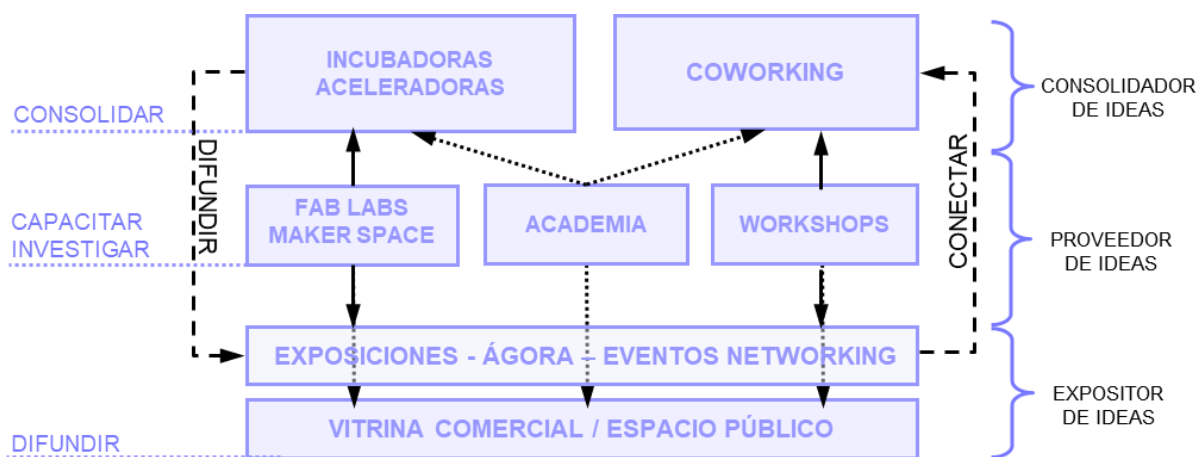 INCUBADORAS
ACELERADORAS
COWORKING
CONSOLIDADOR
DE IDEAS
CONSOLIDAR
DIFUNDIR
CONECTAR
CAPACITAR
INVESTIGAR
FAB LABS
MAKER SPACE
ACADEMIA
WORKSHOPS
PROVEEDOR
DE IDEAS
EXPOSICIONES - ÁGORA – EVENTOS NETWORKING
EXPOSITOR
DE IDEAS
DIFUNDIR
VITRINA COMERCIAL / ESPACIO PÚBLICO